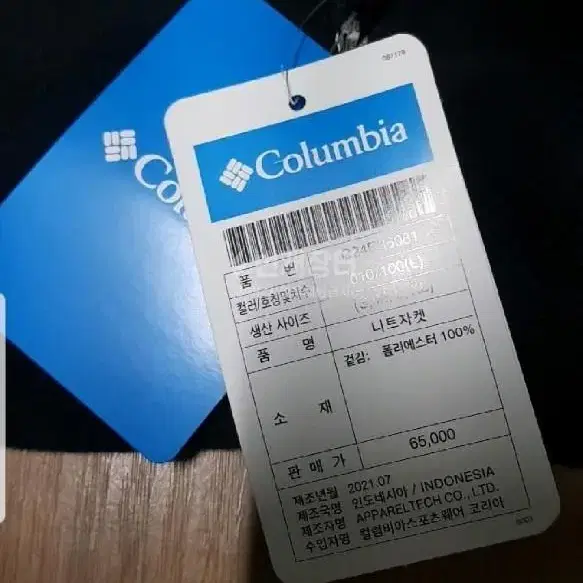 Columbia
Columbia
품 번
컬러/호칭및치수 010/100(L)
생산 사이즈
품 명 니트자켓
소 재 겉감: 폴리에스터 100%
판 매 가 65,000
제조년월 2021.07
제조국명 인도네시아 / INDONESIA
제조자명 APPARELTECH CO., LTD.
수입자명 컬럼비아스포츠웨어 코리아